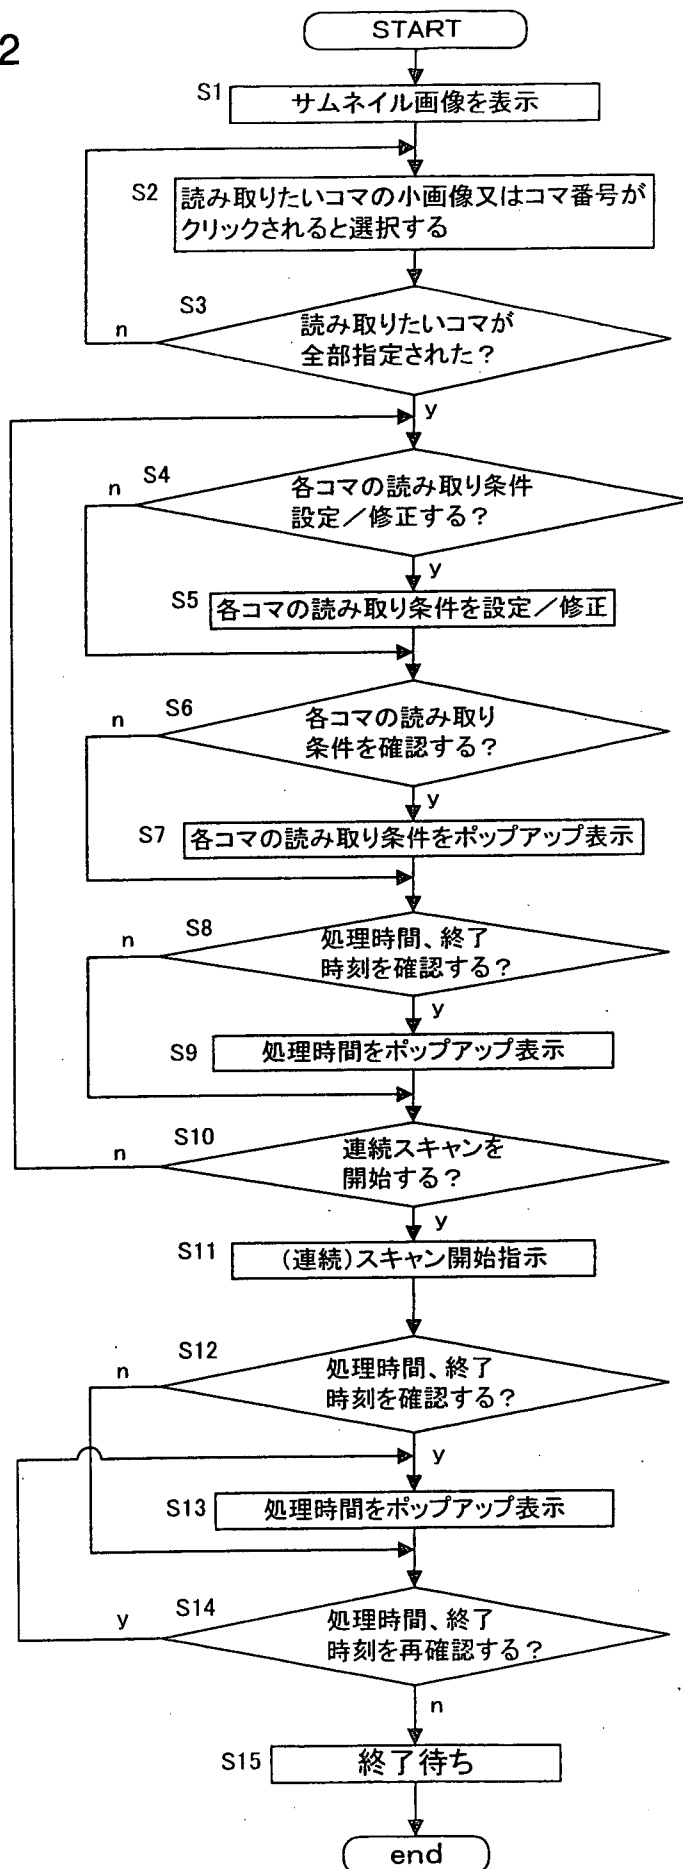 2
START
S1
サムネイル画像を表示
S2
読み取りたいコマの小画像又はコマ番号が
クリックされると選択する
S3
n
読み取りたいコマが
全部指定された？
y
S4
n
各コマの読み取り条件
設定／修正する？
y
S5
各コマの読み取り条件を設定／修正
S6
n
各コマの読み取り
条件を確認する？
y
S7
各コマの読み取り条件をポップアップ表示
S8
n
処理時間、終了
時刻を確認する？
y
S9
処理時間をポップアップ表示
S10
n
連続スキャンを
開始する？
y
S11
(連続)スキャン開始指示
S12
n
処理時間、終了
時刻を確認する？
y
S13
処理時間をポップアップ表示
S14
y
処理時間、終了
時刻を再確認する？
n
S15
終了待ち
end